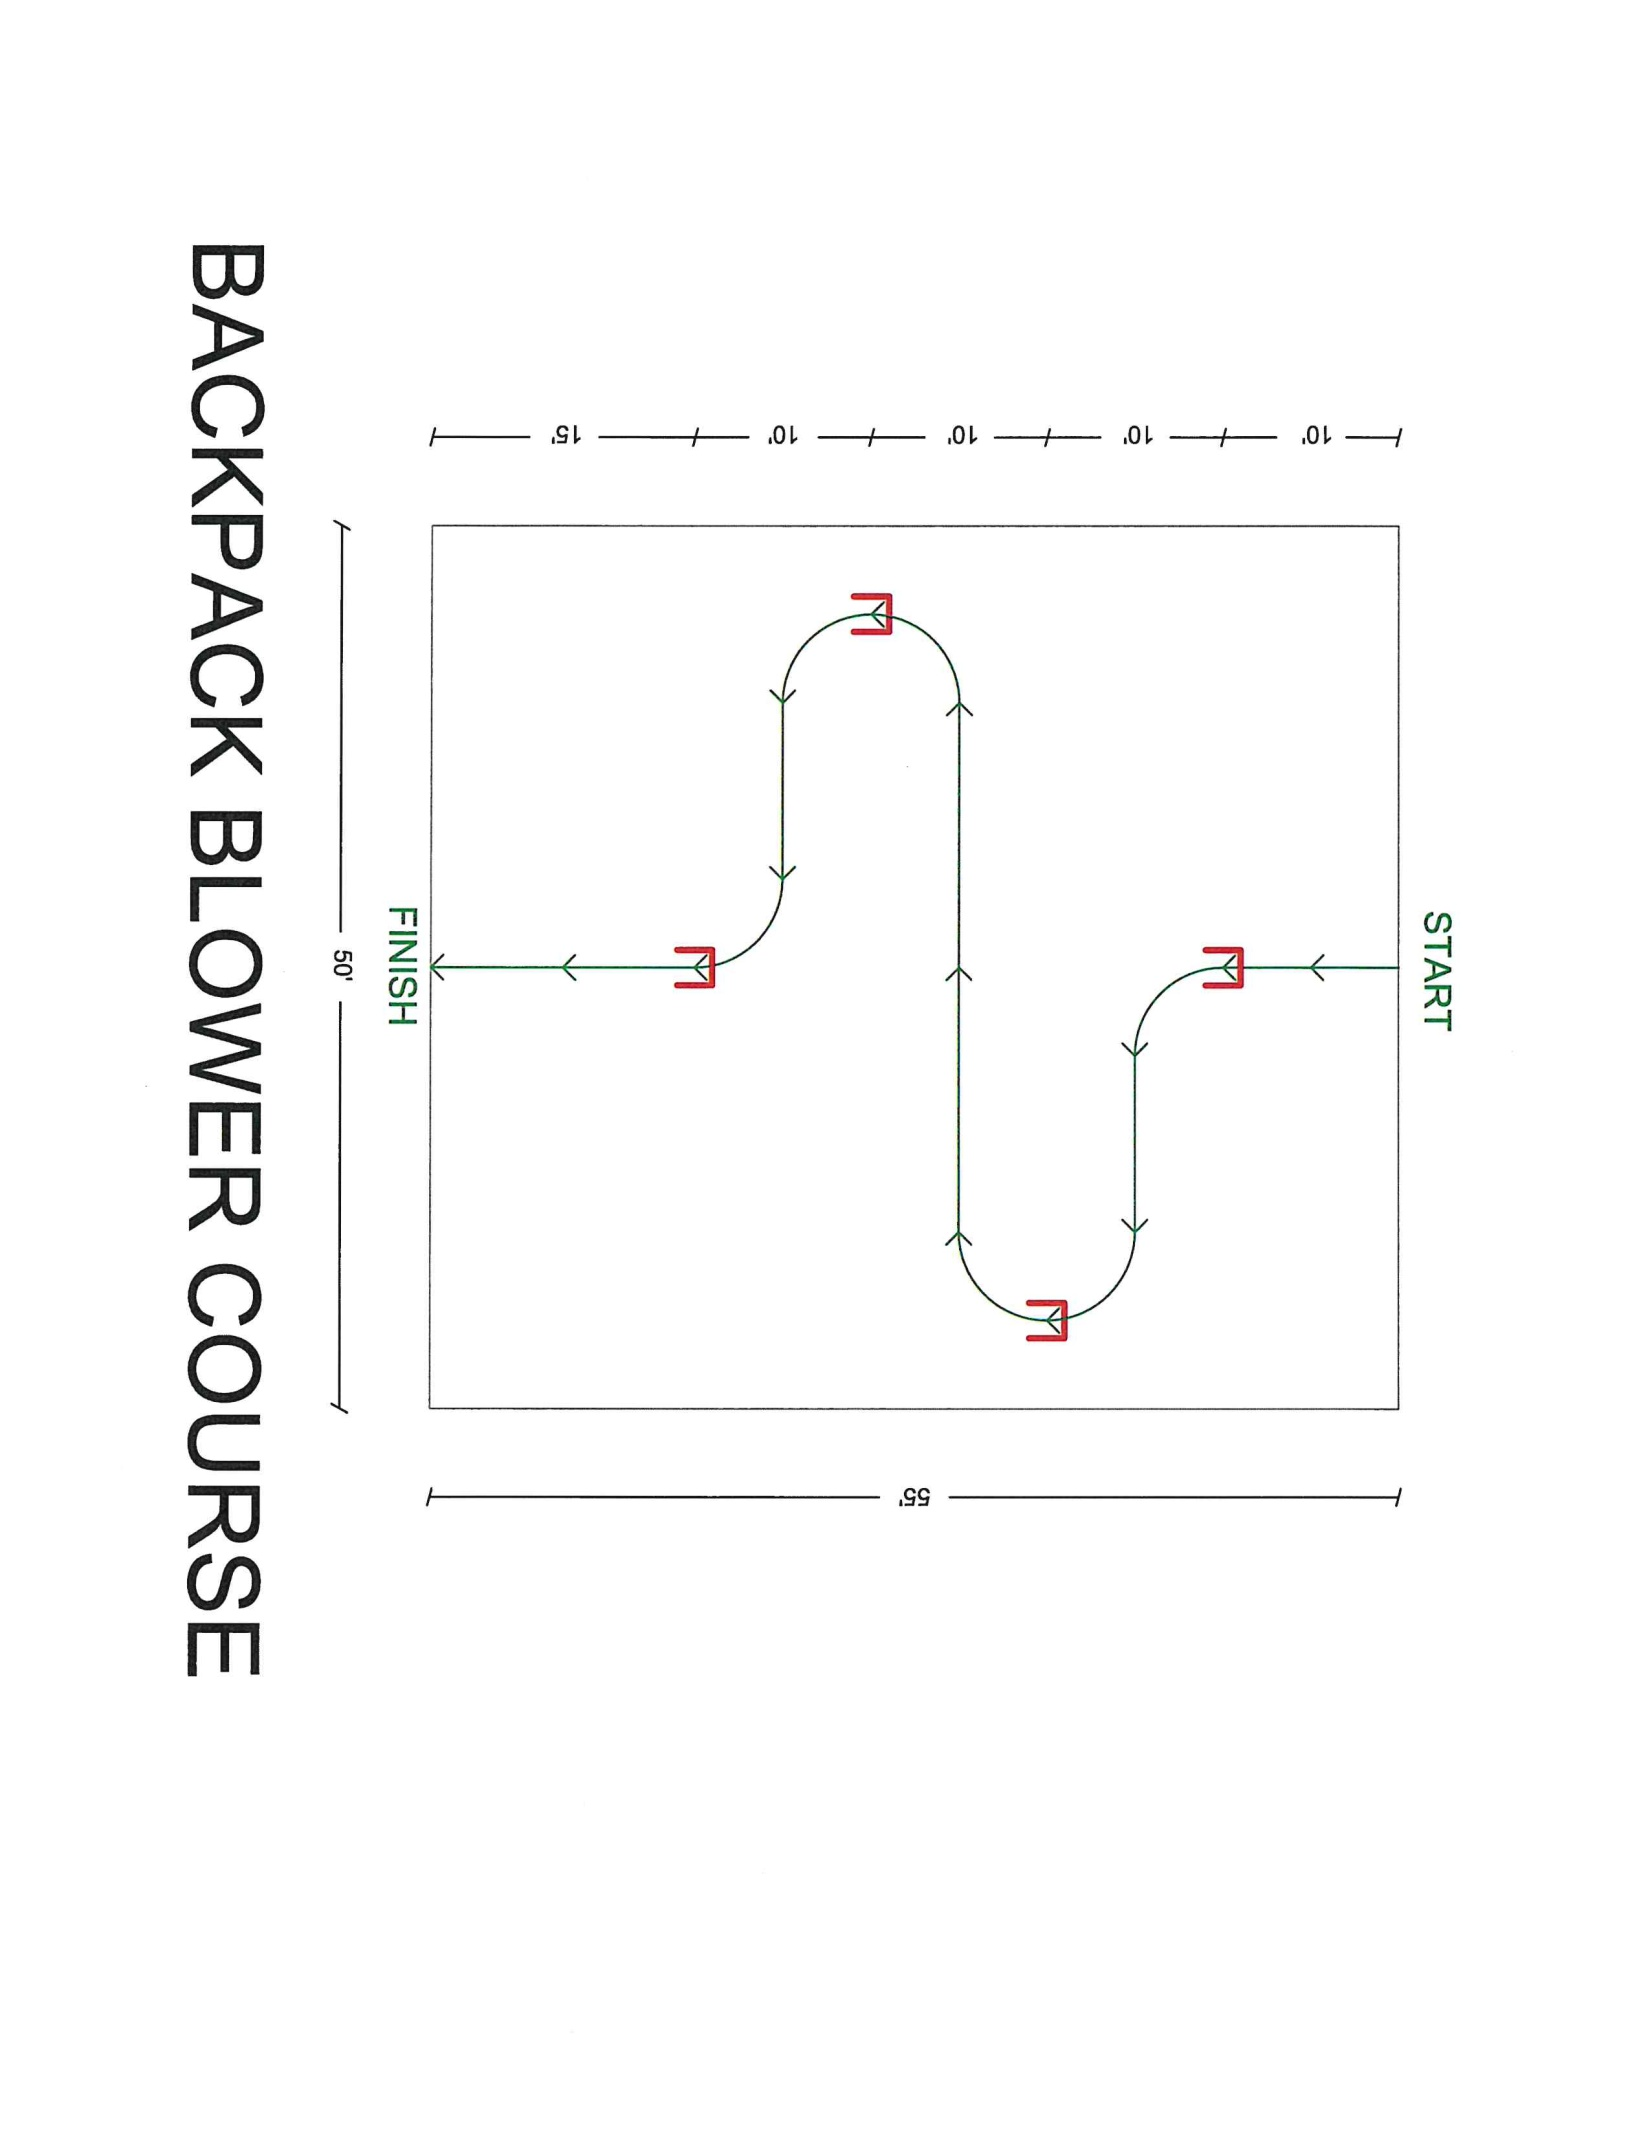 START
10'
10'
10'
10'
15'
55'
50'
FINISH
BACKPACK BLOWER COURSE